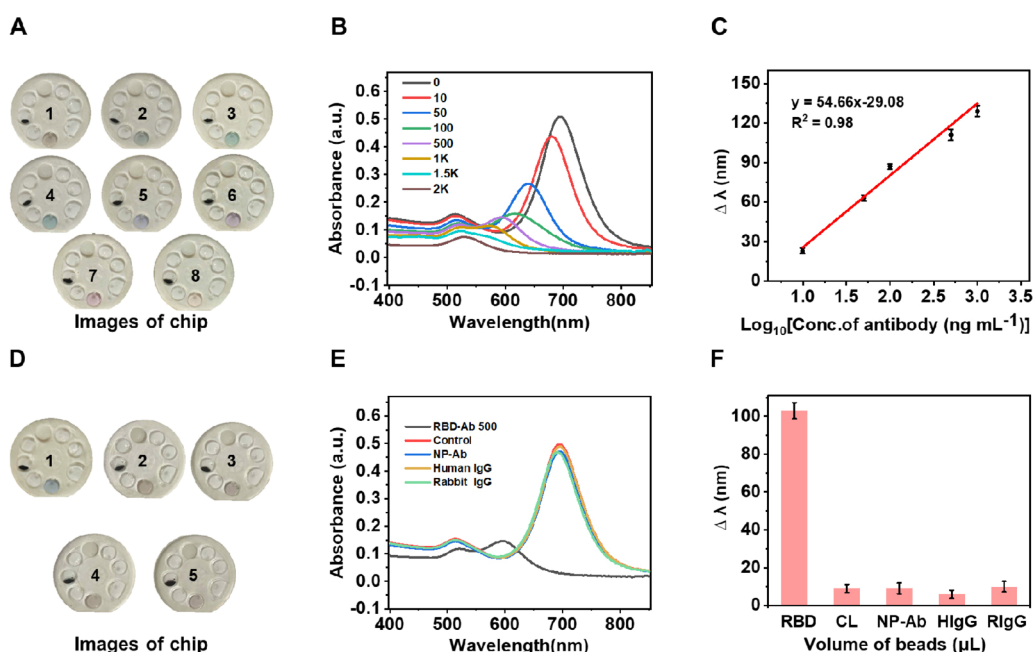 A
1
2
3
4
5
6
7
8
Images of chip
B
Absorbance (a.u.)
0.6
0.5
0.4
0.3
0.2
0.1
0.0
-0.1
0
10
50
100
500
1K
1.5K
2K
400
500
600
700
800
Wavelength(nm)
C
Δ λ (nm)
150
120
90
60
30
0
y = 54.66x-29.08
R² = 0.98
1.0
1.5
2.0
2.5
3.0
3.5
Log₁₀[Conc.of antibody (ng mL⁻¹)]
D
1
2
3
4
5
Images of chip
E
Absorbance (a.u.)
0.6
0.5
0.4
0.3
0.2
0.1
0.0
-0.1
RBD-Ab 500
Control
NP-Ab
Human IgG
Rabbit IgG
400
500
600
700
800
Wavelength(nm)
F
Δ λ (nm)
100
80
60
40
20
0
RBD
CL
NP-Ab
HIgG
RIgG
Volume of beads (µL)